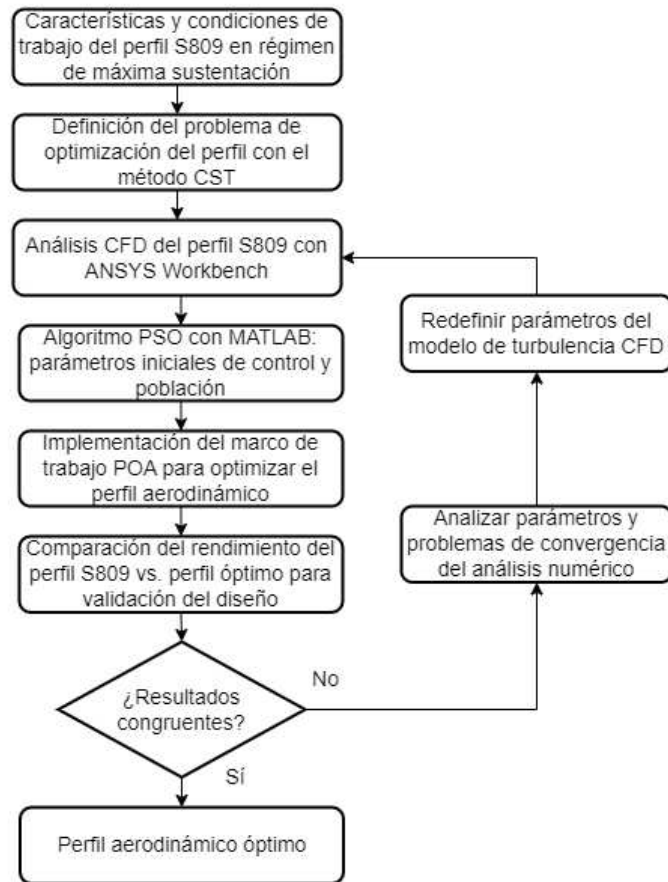 Características y condiciones de
trabajo del perfil S809 en régimen
de máxima sustentación
Definición del problema de
optimización del perfil con el
método CST
Análisis CFD del perfil S809 con
ANSYS Workbench
Algoritmo PSO con MATLAB:
parámetros iniciales de control y
población
Implementación del marco de
trabajo POA para optimizar el
perfil aerodinámico
Comparación del rendimiento del
perfil S809 vs. perfil óptimo para
validación del diseño
¿Resultados
congruentes?
No
Analizar parámetros y
problemas de convergencia
del análisis numérico
Redefinir parámetros del
modelo de turbulencia CFD
Sí
Perfil aerodinámico óptimo